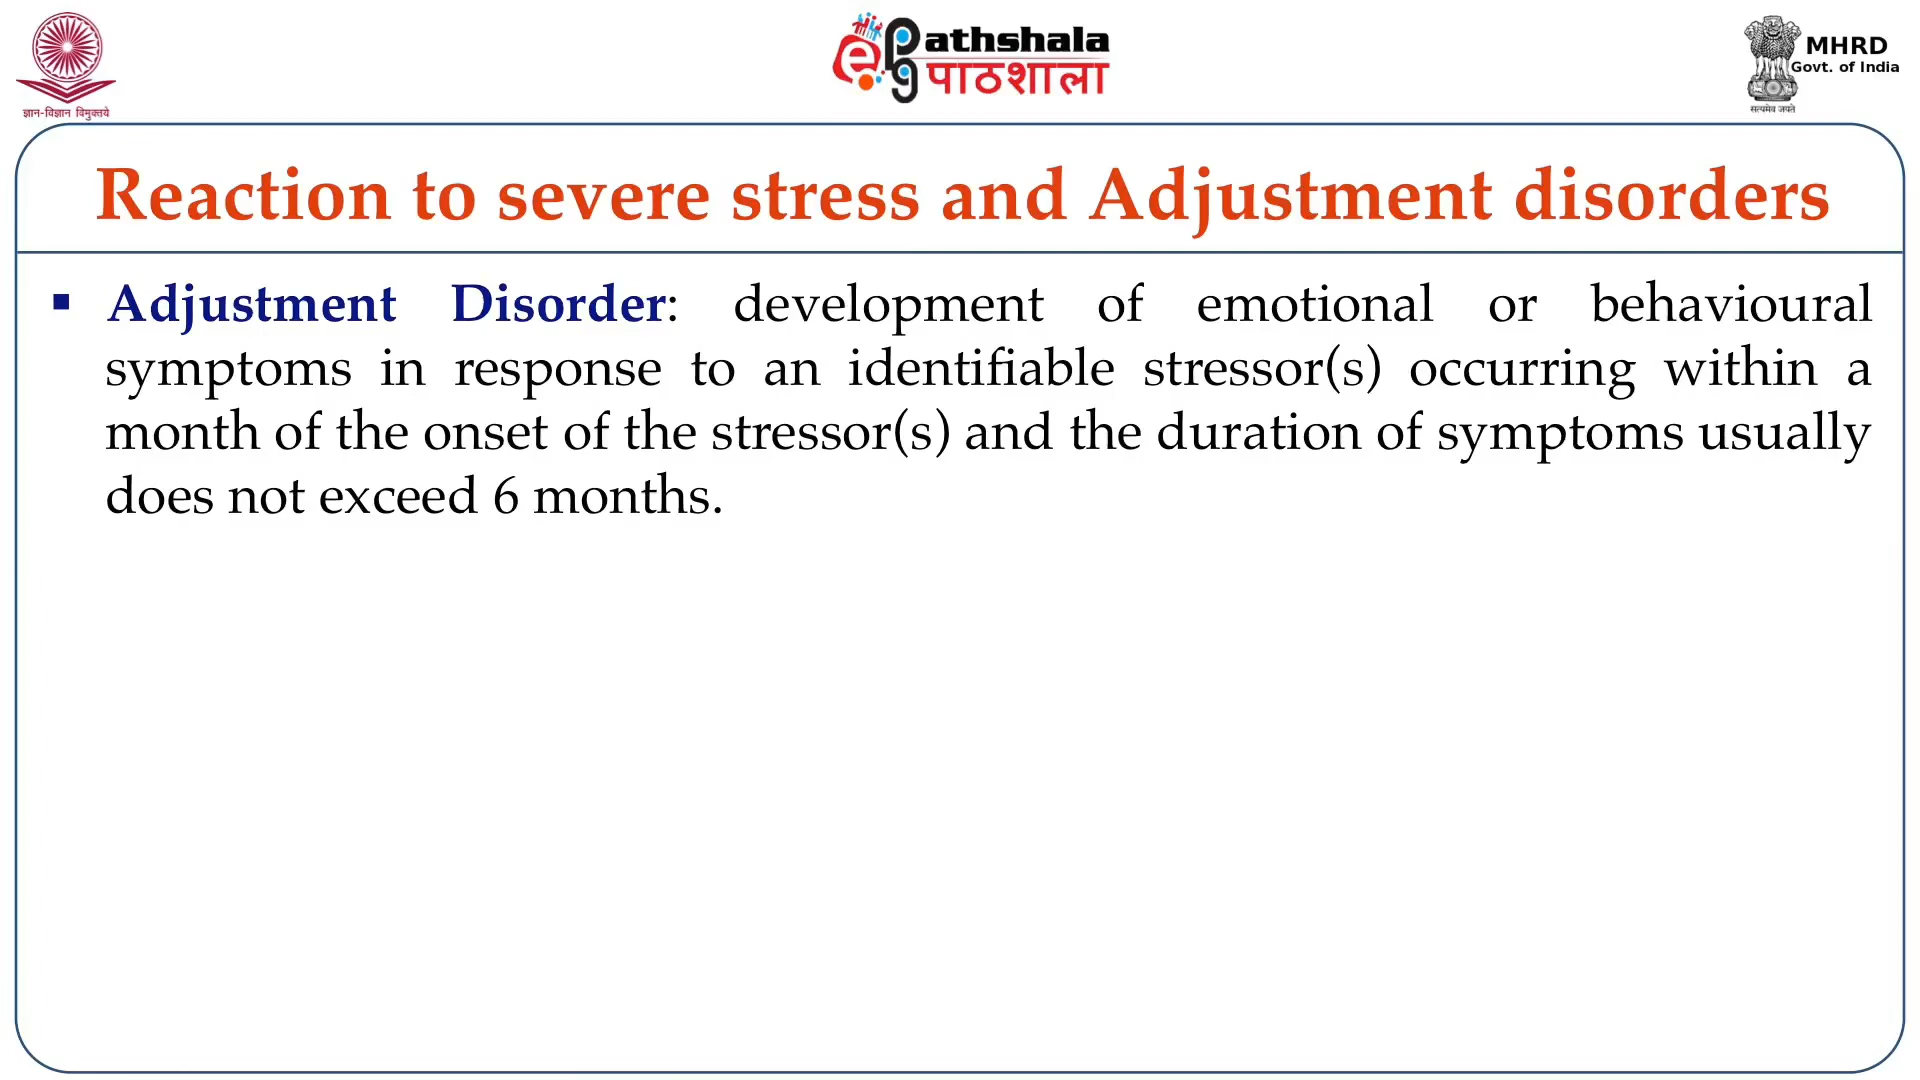 ज्ञान-विज्ञान विमुक्तये
e Pg Pathshala
पाठशाला
MHRD
Govt. of India
सत्यमेव जयते
Reaction to severe stress and Adjustment disorders
▪ Adjustment Disorder: development of emotional or behavioural
symptoms in response to an identifiable stressor(s) occurring within a
month of the onset of the stressor(s) and the duration of symptoms usually
does not exceed 6 months.